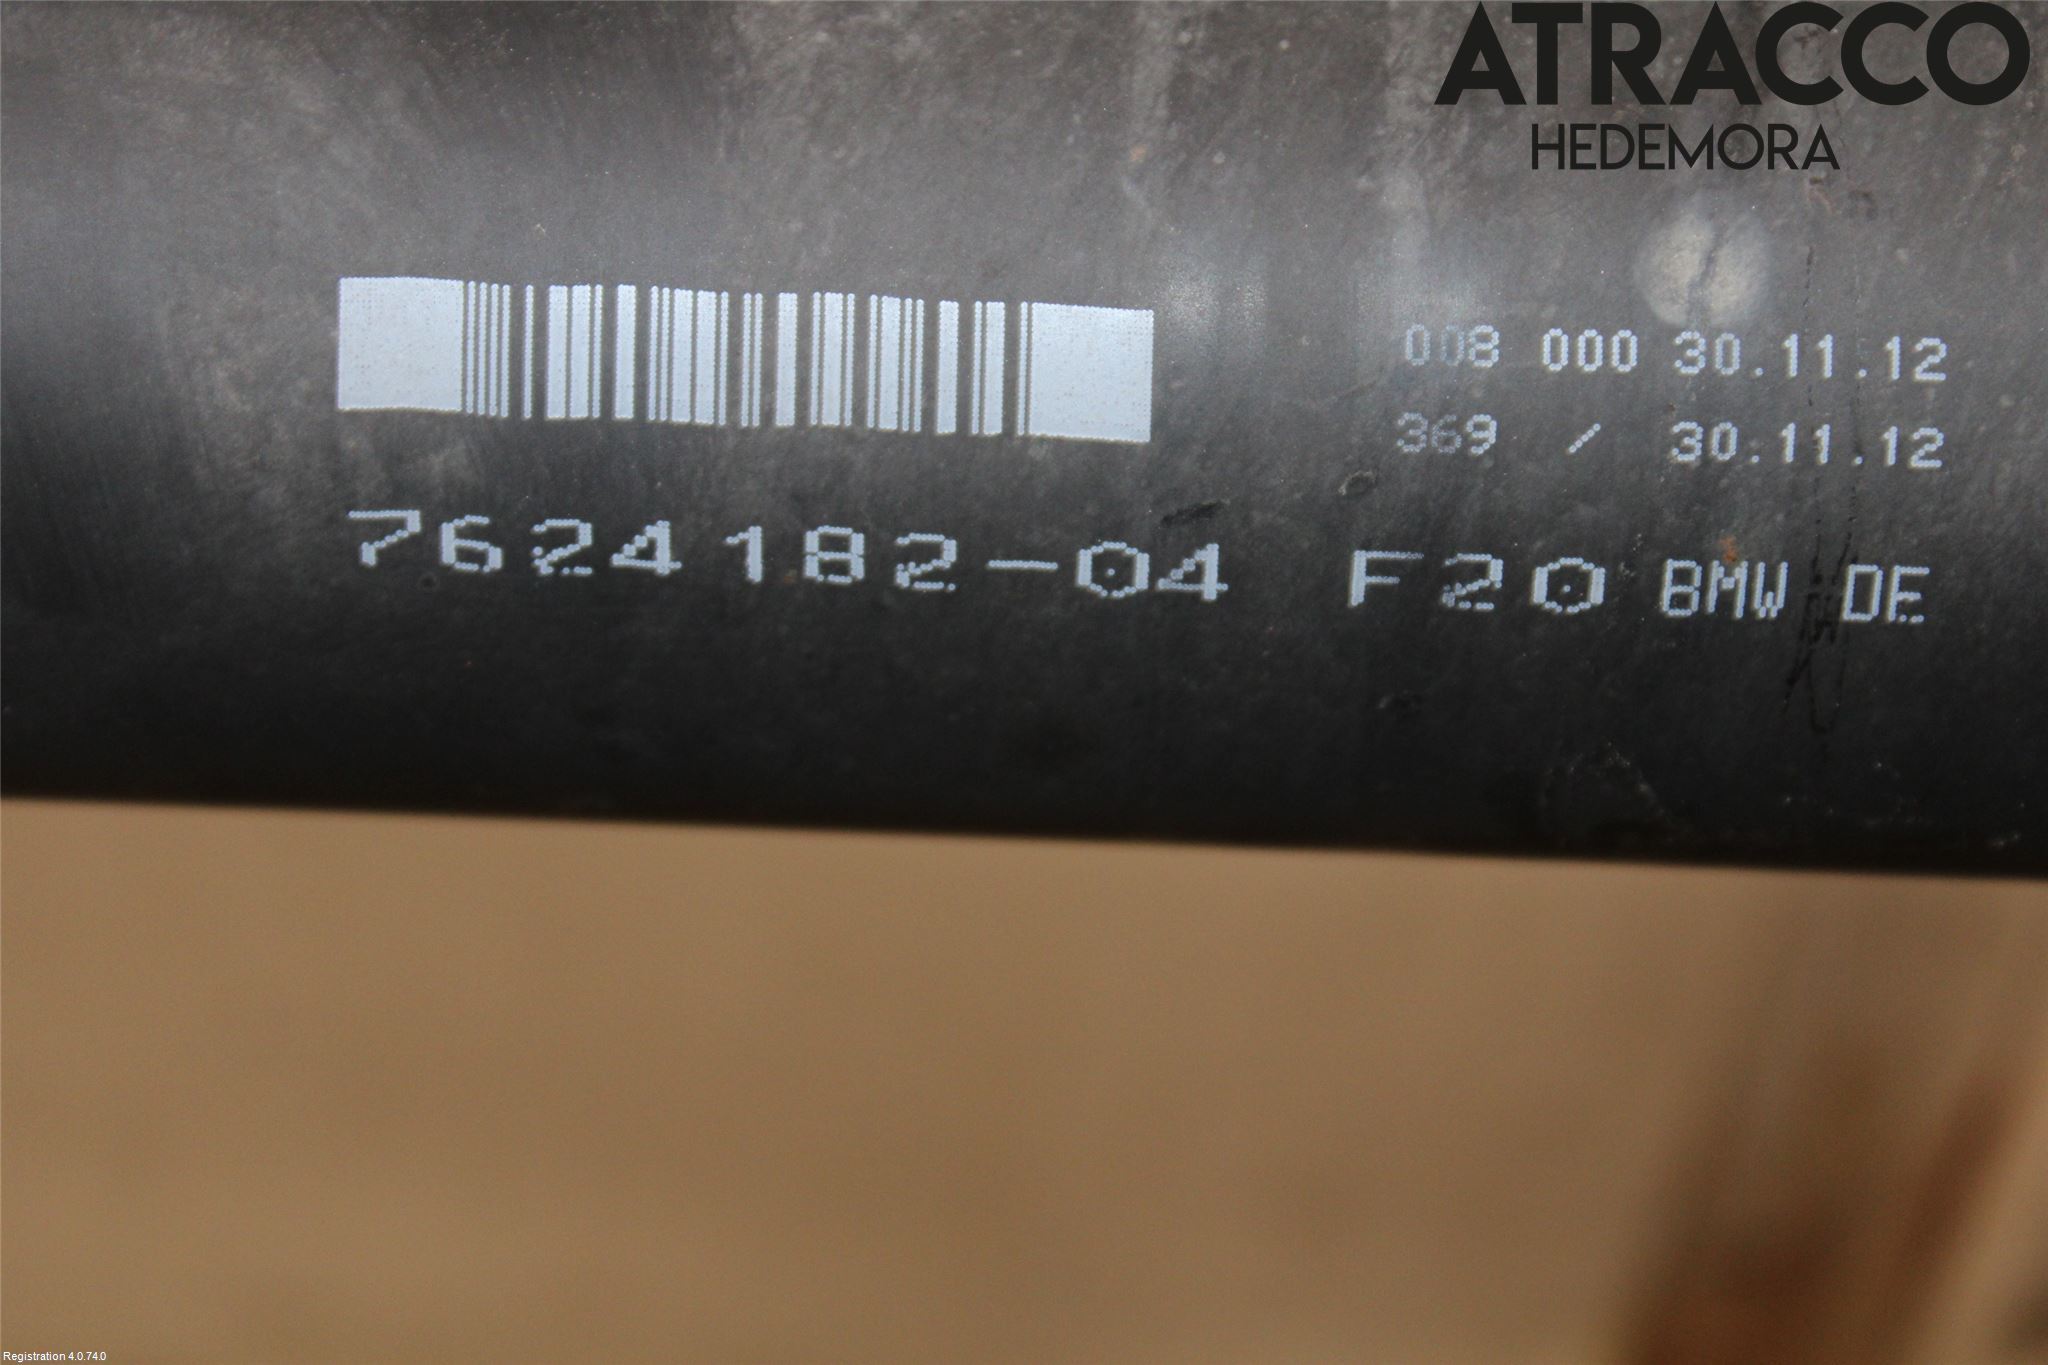 ATRACCO
HEDEMORA
008 000 30.11.12
369 / 30.11.12
7624182-04 F20 BMW DE
Registration 4.0.74.0